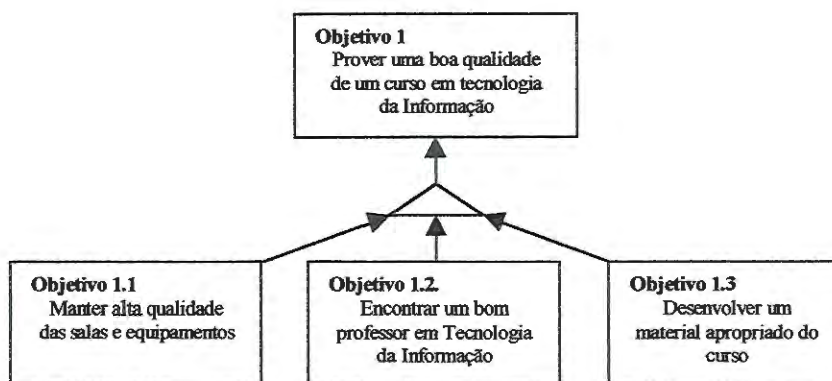 Objetivo 1
Prover uma boa qualidade
de um curso em tecnologia
da Informação
Objetivo 1.1
Manter alta qualidade
das salas e equipamentos
Objetivo 1.2.
Encontrar um bom
professor em Tecnologia
da Informação
Objetivo 1.3
Desenvolver um
material apropriado do
curso